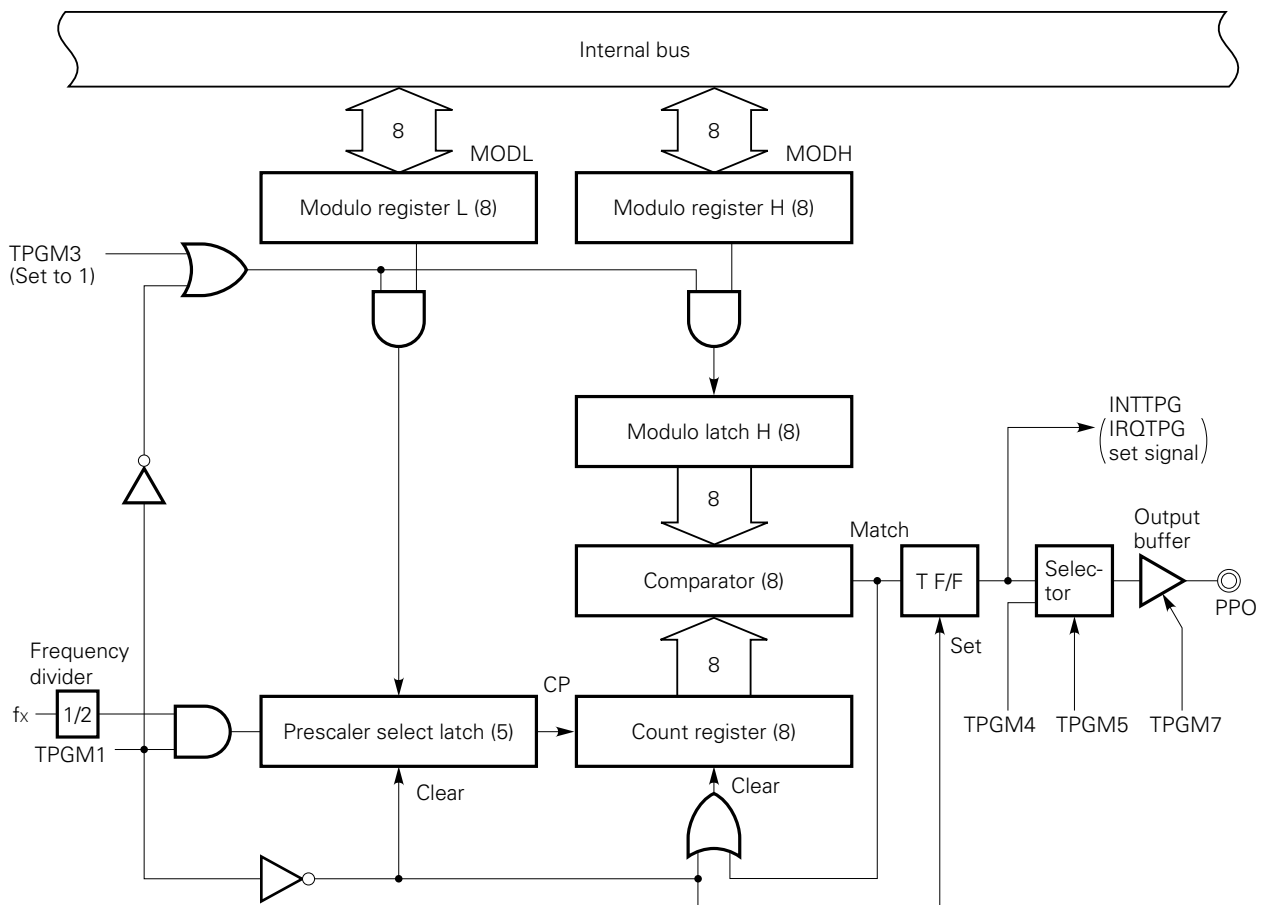 Internal bus
8
8
MODL
MODH
Modulo register L (8)
Modulo register H (8)
TPGM3
(Set to 1)
Modulo latch H (8)
INTTPG
IRQTPG
set signal
8
Match
Output
buffer
Comparator (8)
T F/F
Selec-
tor
PPO
Set
8
Frequency
divider
CP
fX
1/2
Prescaler select latch (5)
Count register (8)
TPGM4
TPGM5
TPGM7
TPGM1
Clear
Clear